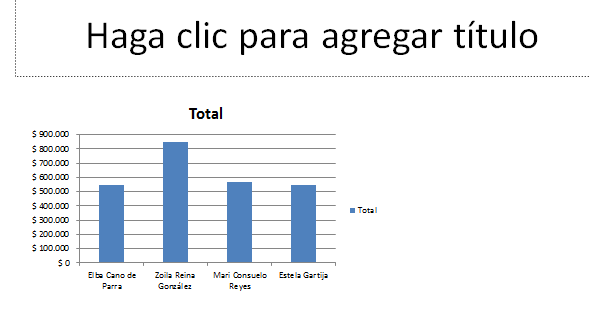 Haga clic para agregar título
Total
$ 900.000
$ 800.000
$ 700.000
$ 600.000
$ 500.000
$ 400.000
$ 300.000
$ 200.000
$ 100.000
$ 0
Elba Cano de
Parra
Zoila Reina
González
Mari Consuelo
Reyes
Estela Gartija
Total